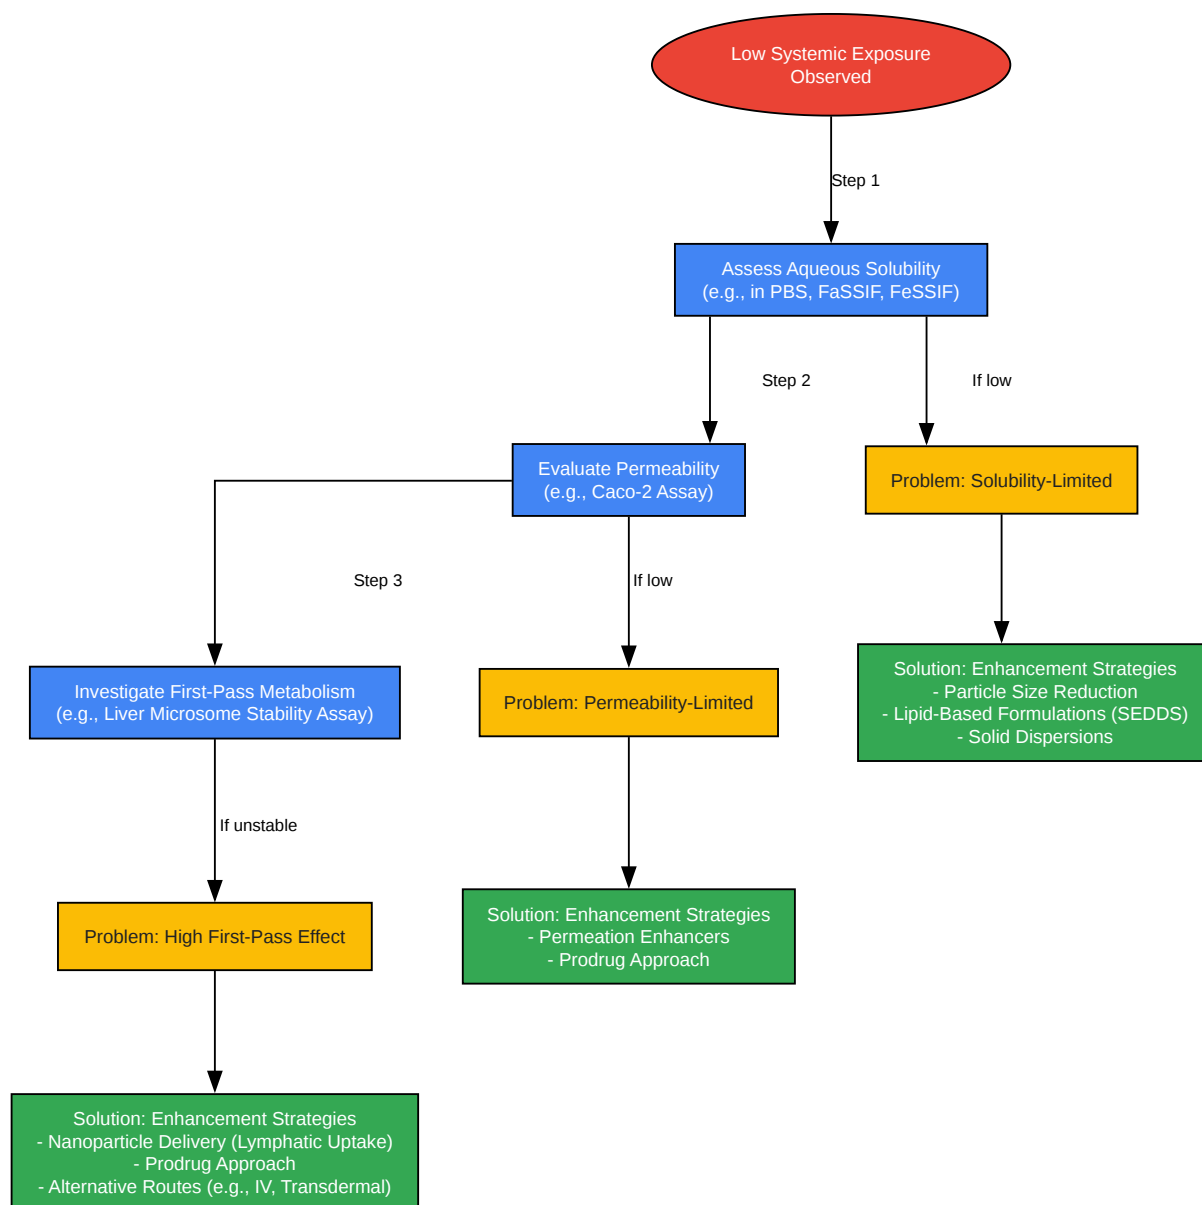 Low Systemic Exposure
Observed
Step 1
Assess Aqueous Solubility
(e.g., in PBS, FaSSIF, FeSSIF)
Step 2
If low
Evaluate Permeability
(e.g., Caco-2 Assay)
Problem: Solubility-Limited
Step 3
If low
Investigate First-Pass Metabolism
(e.g., Liver Microsome Stability Assay)
Problem: Permeability-Limited
Solution: Enhancement Strategies
- Particle Size Reduction
- Lipid-Based Formulations (SEDDS)
- Solid Dispersions
If unstable
Problem: High First-Pass Effect
Solution: Enhancement Strategies
- Permeation Enhancers
- Prodrug Approach
Solution: Enhancement Strategies
- Nanoparticle Delivery (Lymphatic Uptake)
- Prodrug Approach
- Alternative Routes (e.g., IV, Transdermal)